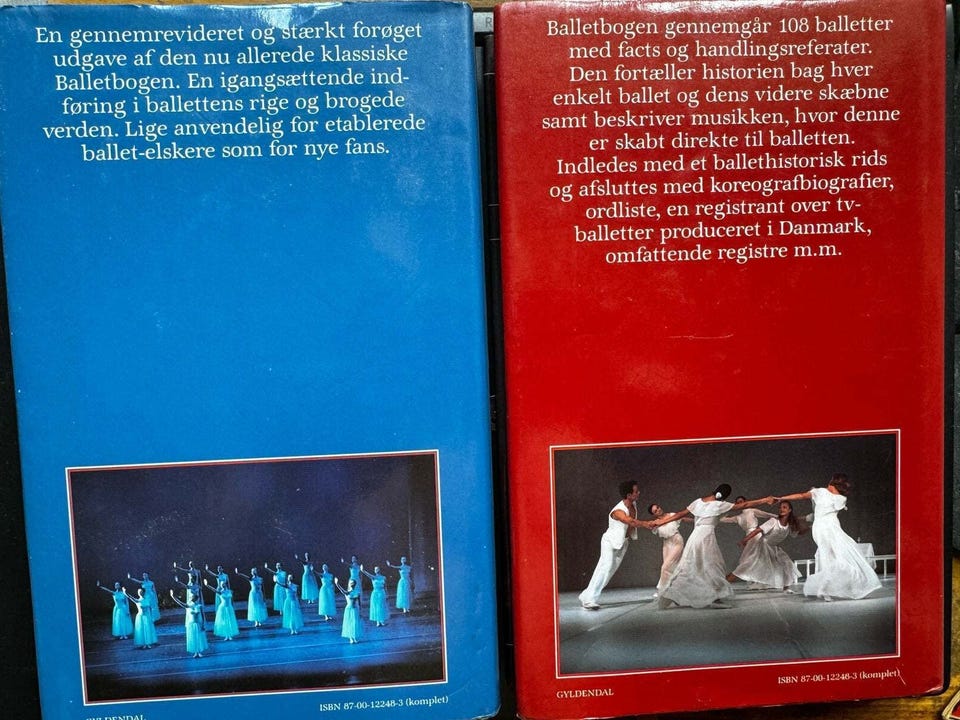 En gennemrevideret og stærkt forøget
udgave af den nu allerede klassiske
Balletbogen. En igangsættende ind-
føring i ballettens rige og brogede
verden. Lige anvendelig for etablerede
ballet-elskere som for nye fans.
GYLDENDAL
ISBN 87-00-12248-3 (komplet)
Balletbogen gennemgår 108 balletter
med facts og handlingsreferater.
Den fortæller historien bag hver
enkelt ballet og dens videre skæbne
samt beskriver musikken, hvor denne
er skabt direkte til balletten.
Indledes med et ballethistorisk rids
og afsluttes med koreografbiografier,
ordliste, en registrant over tv-
balletter produceret i Danmark,
omfattende registre m.m.
GYLDENDAL
ISBN 87-00-12248-3 (komplet)